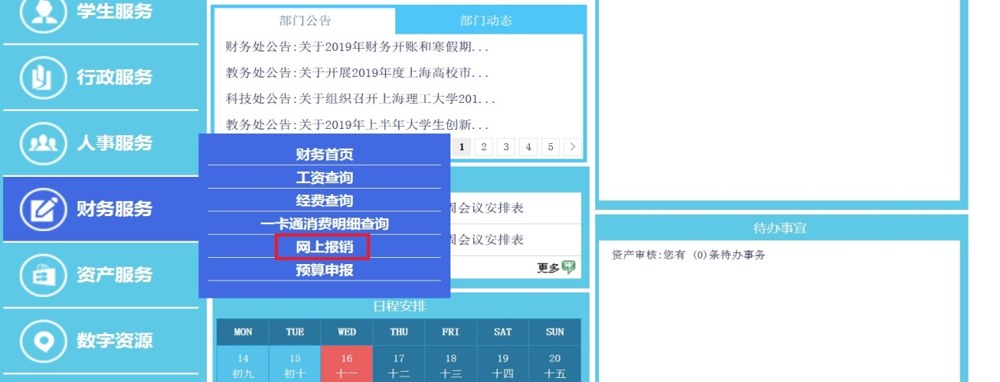 学生服务
行政服务
人事服务
财务服务
资产服务
数字资源
部门公告
部门动态
财务处公告:关于2019年财务开账和寒假期...
教务处公告:关于开展2019年度上海高校市...
科技处公告:关于组织召开上海理工大学201...
教务处公告:关于2019年上半年大学生创新...
1 2 3 4 5 >
财务首页
工资查询
经费查询
一卡通消费明细查询
网上报销
预算申报
周会议安排表
周会议安排表
更多
日程安排
MON TUE WED THU FRI SAT SUN
14 15 16 17 18 19 20
初九 初十 十一 十二 十三 十四 十五
待办事宜
资产审核:您有 (0)条待办事务